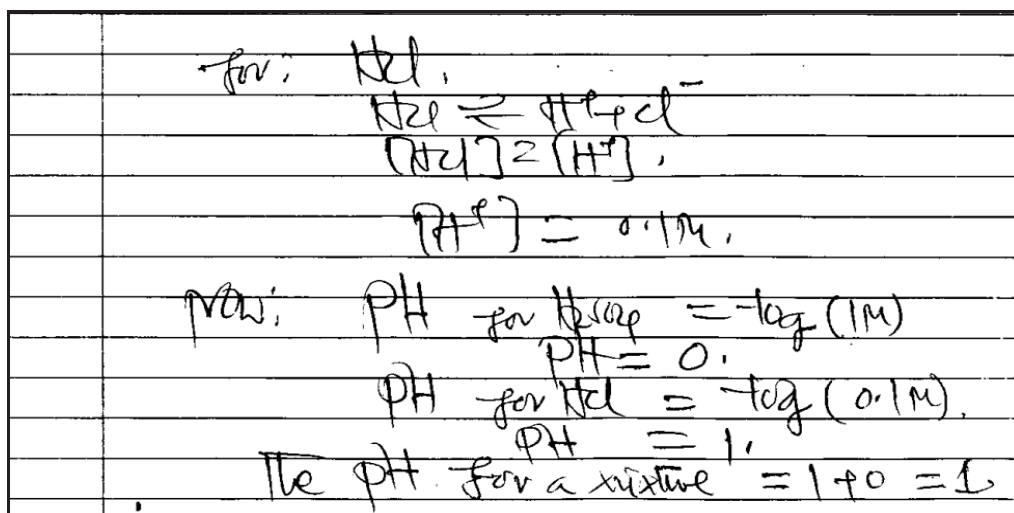 for: HCl.
HCl ⇌ H⁺ + Cl⁻
[HCl] = [H⁺].
[H⁺] = 0.1M.
Now: PH for H₂SO₄ = -log (1M)
PH = 0.
PH for HCl = -log (0.1M).
PH = 1.
The PH for a mixture = 1+0 = 1